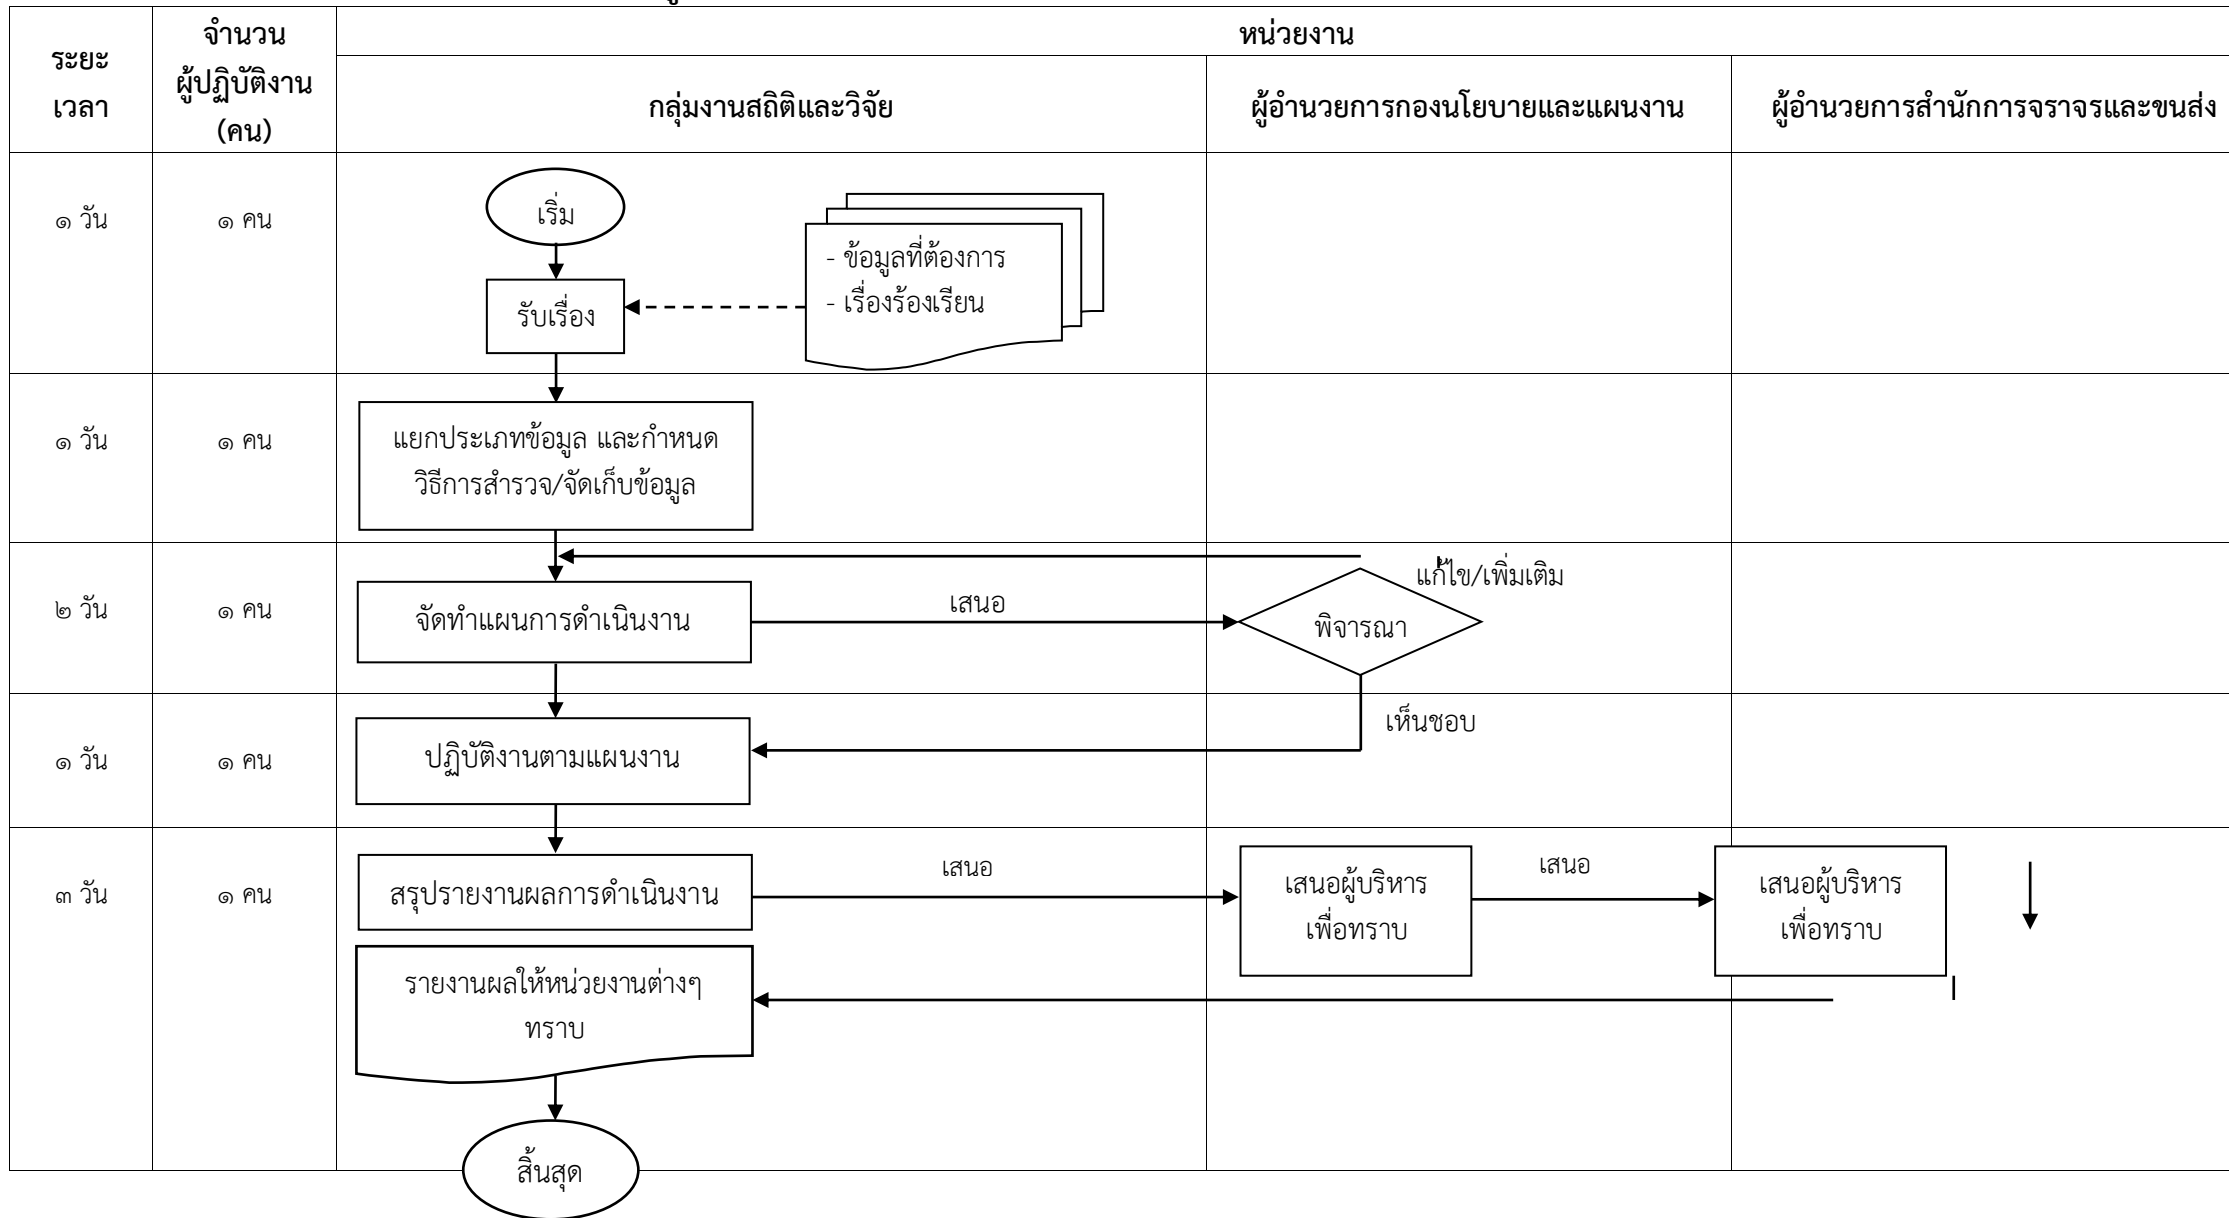 ระยะ
เวลา
จำนวน
ผู้ปฏิบัติงาน
(คน)
หน่วยงาน
กลุ่มงานสถิติและวิจัย
ผู้อำนวยการกองนโยบายและแผนงาน
ผู้อำนวยการสำนักการจราจรและขนส่ง
๑ วัน
๑ คน
เริ่ม
- ข้อมูลที่ต้องการ
- เรื่องร้องเรียน
รับเรื่อง
๑ วัน
๑ คน
แยกประเภทข้อมูล และกำหนด
วิธีการสำรวจ/จัดเก็บข้อมูล
๒ วัน
๑ คน
จัดทำแผนการดำเนินงาน
เสนอ
พิจารณา
แก้ไข/เพิ่มเติม
๑ วัน
๑ คน
ปฏิบัติงานตามแผนงาน
เห็นชอบ
๓ วัน
๑ คน
สรุปรายงานผลการดำเนินงาน
เสนอ
เสนอผู้บริหาร
เพื่อทราบ
เสนอ
เสนอผู้บริหาร
เพื่อทราบ
รายงานผลให้หน่วยงานต่างๆ
ทราบ
สิ้นสุด